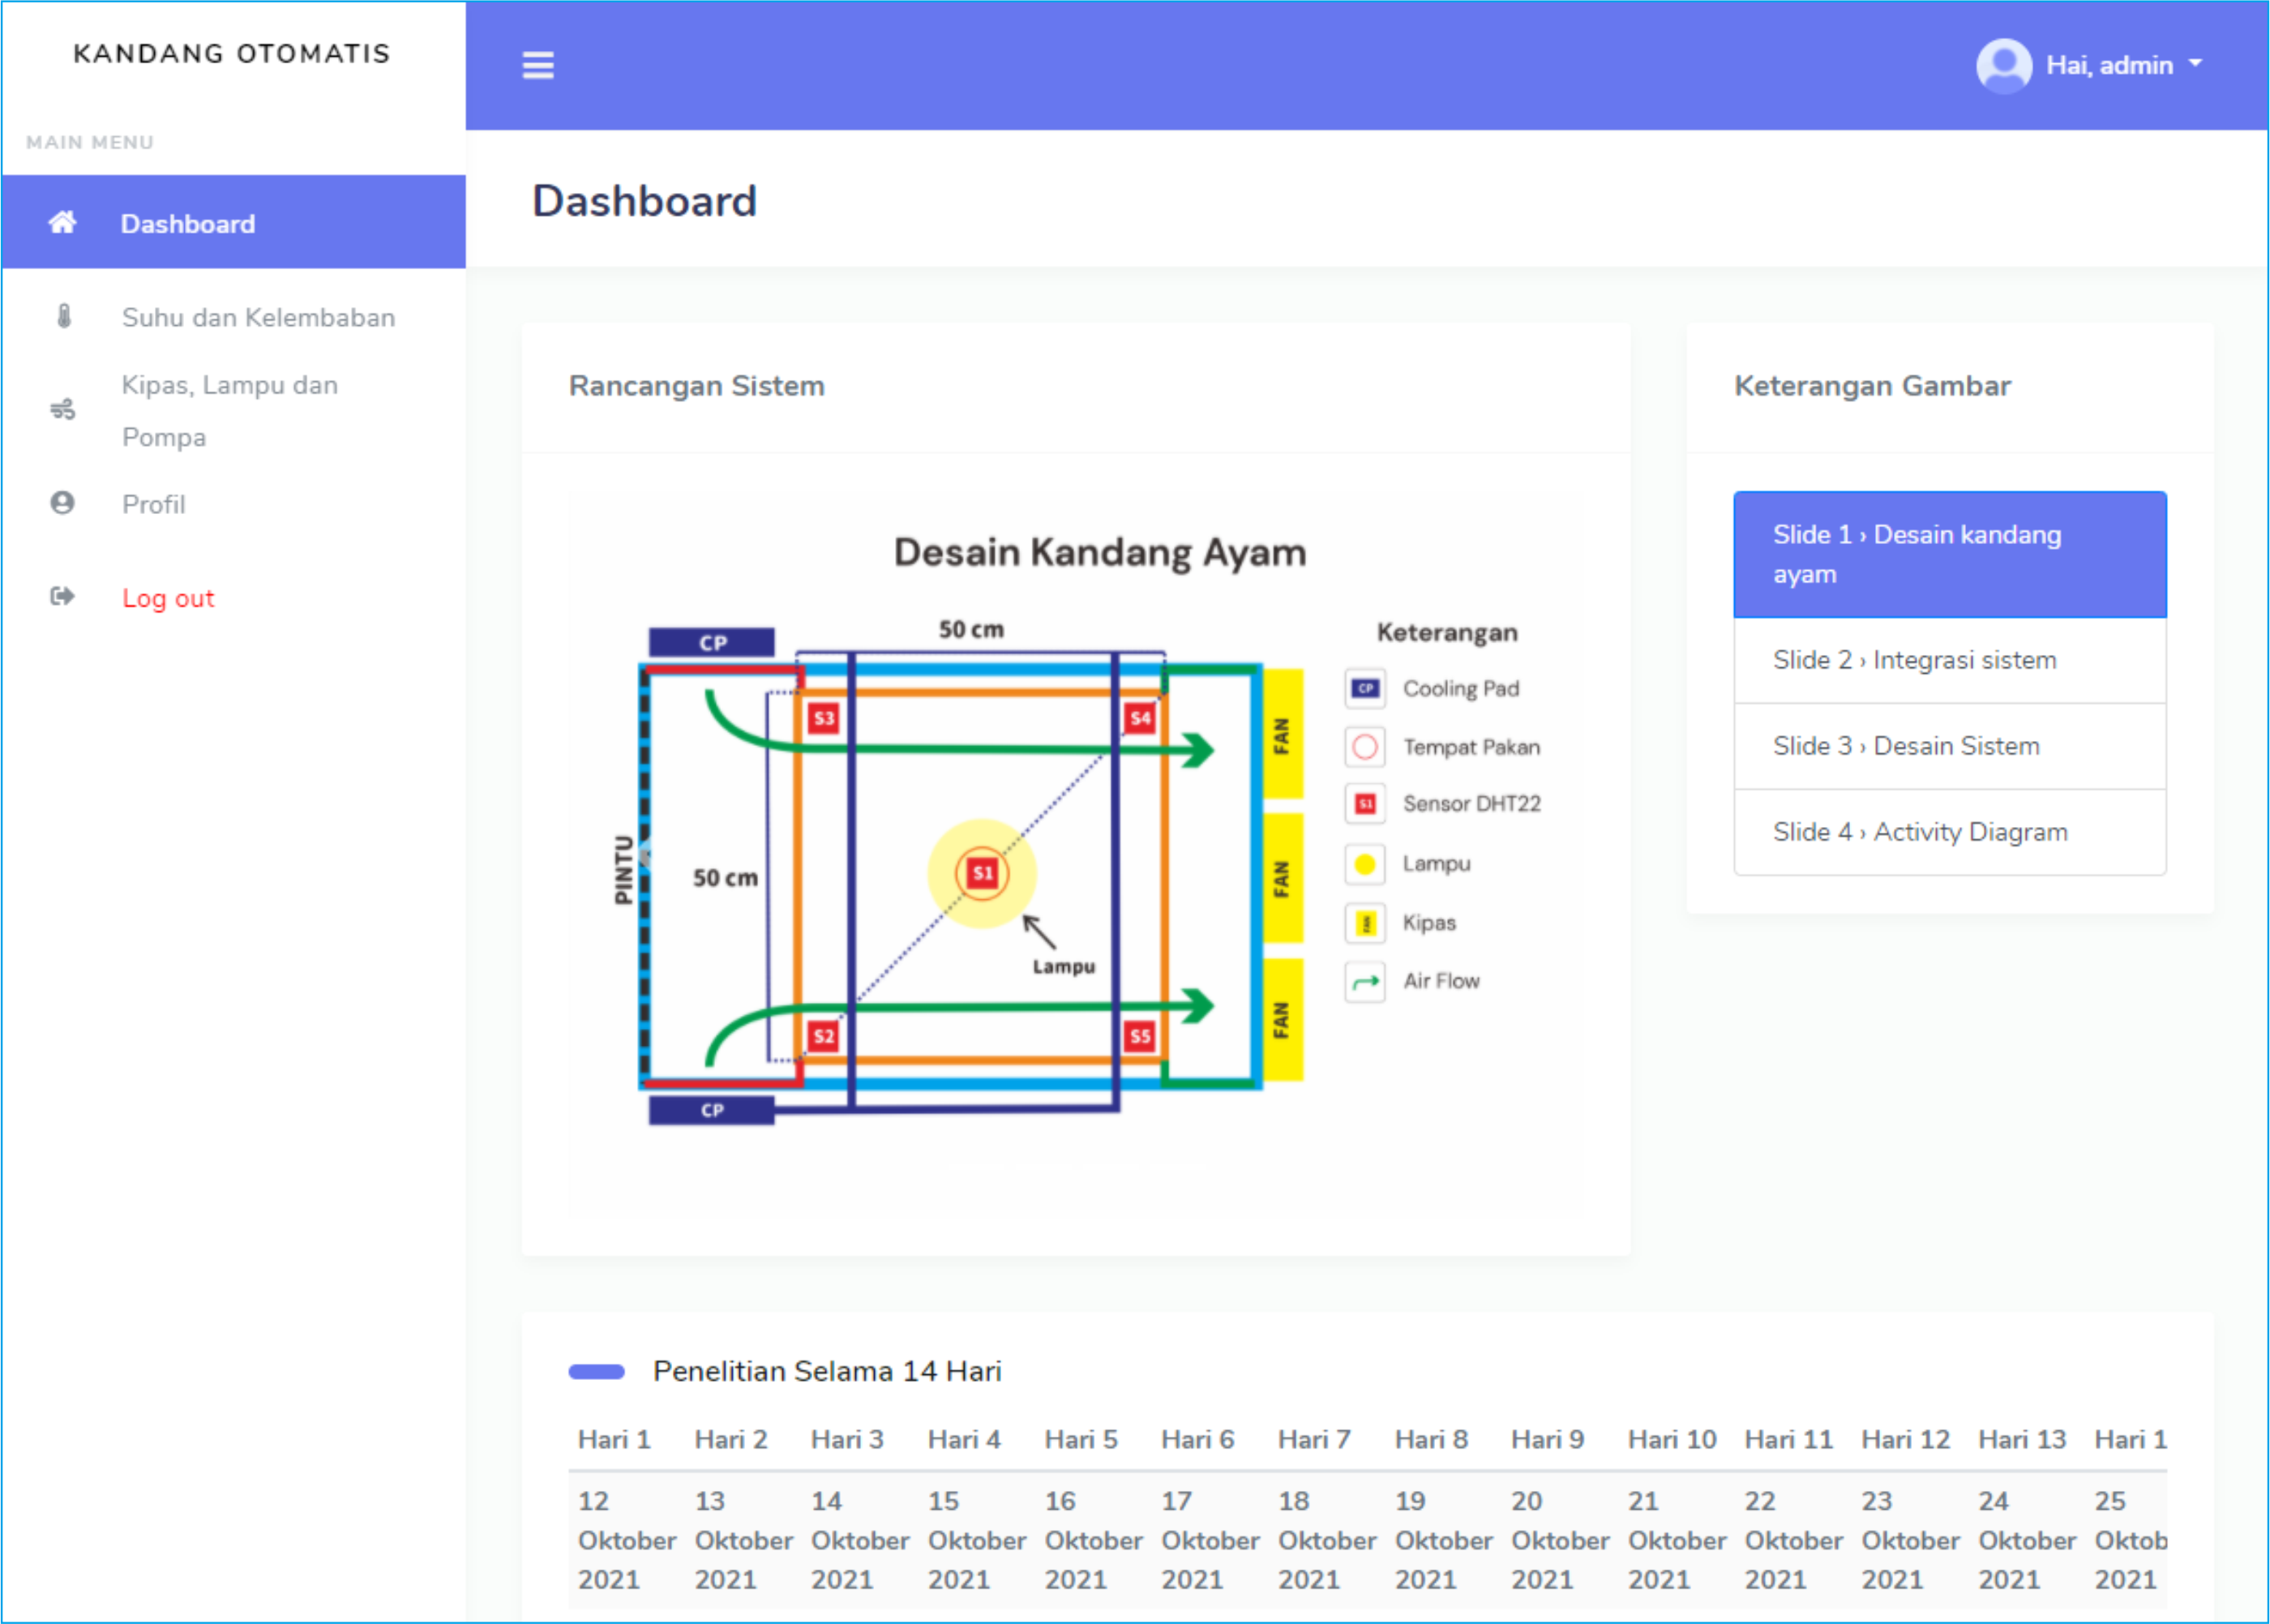 KANDANG OTOMATIS
MAIN MENU
Dashboard
Suhu dan Kelembaban
Kipas, Lampu dan
Pompa
Profil
Log out
Hai, admin
Dashboard
Rancangan Sistem
Desain Kandang Ayam
CP
50 cm
S3
S4
FAN
PINTU
50 cm
S1
FAN
Lampu
S2
S5
FAN
CP
Keterangan
CP Cooling Pad
Tempat Pakan
S1 Sensor DHT22
Lampu
FAN Kipas
Air Flow
Keterangan Gambar
Slide 1 › Desain kandang
ayam
Slide 2 › Integrasi sistem
Slide 3 › Desain Sistem
Slide 4 › Activity Diagram
Penelitian Selama 14 Hari
Hari 1 Hari 2 Hari 3 Hari 4 Hari 5 Hari 6 Hari 7 Hari 8 Hari 9 Hari 10 Hari 11 Hari 12 Hari 13 Hari 1
12 13 14 15 16 17 18 19 20 21 22 23 24 25
Oktober Oktober Oktober Oktober Oktober Oktober Oktober Oktober Oktober Oktober Oktober Oktober Oktober Oktob
2021 2021 2021 2021 2021 2021 2021 2021 2021 2021 2021 2021 2021 2021